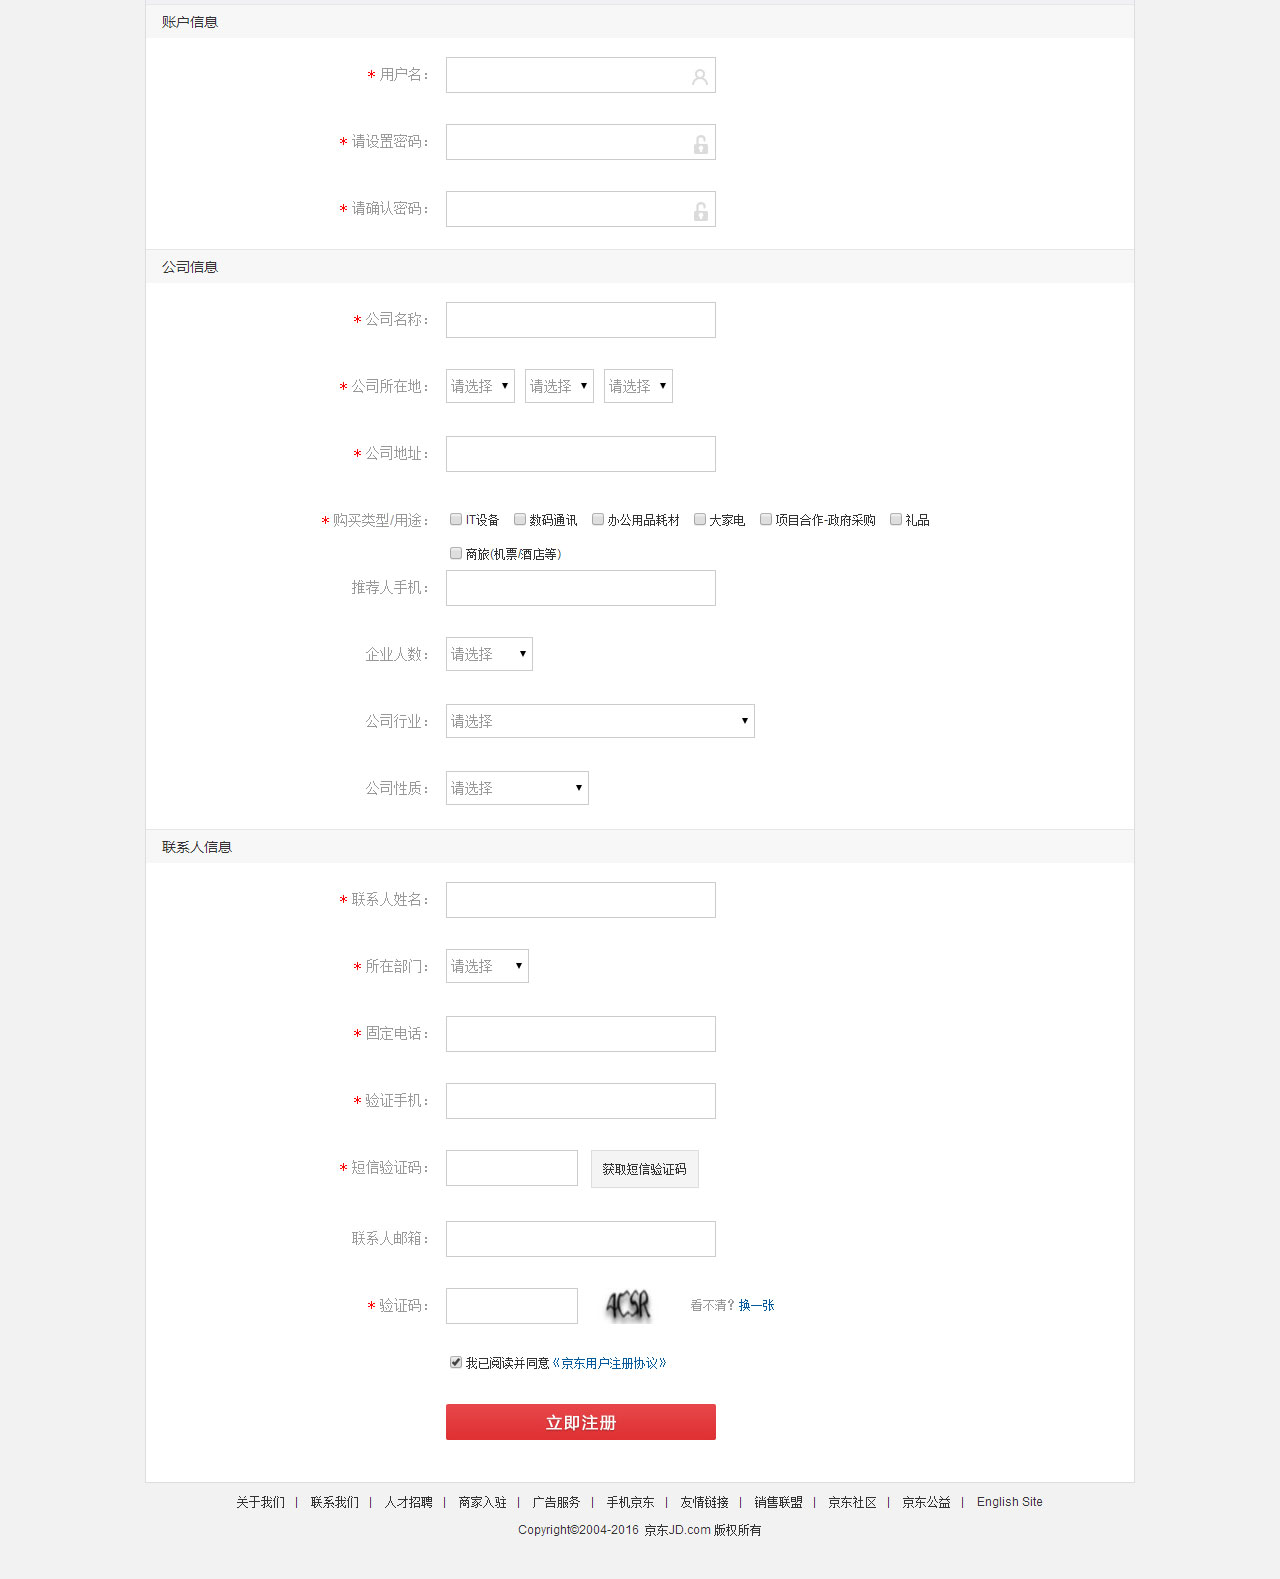 账户信息
* 用户名：
* 请设置密码：
* 请确认密码：
公司信息
* 公司名称：
* 公司所在地： 请选择 请选择 请选择
* 公司地址：
* 购买类型/用途： IT设备 数码通讯 办公用品耗材 大家电 项目合作-政府采购 礼品
商旅(机票/酒店等)
推荐人手机：
企业人数： 请选择
公司行业： 请选择
公司性质： 请选择
联系人信息
* 联系人姓名：
* 所在部门： 请选择
* 固定电话：
* 验证手机：
* 短信验证码： 获取短信验证码
联系人邮箱：
* 验证码： 4CSR 看不清？换一张
我已阅读并同意《京东用户注册协议》
立即注册
关于我们 | 联系我们 | 人才招聘 | 商家入驻 | 广告服务 | 手机京东 | 友情链接 | 销售联盟 | 京东社区 | 京东公益 | English Site
Copyright©2004-2016 京东JD.com 版权所有